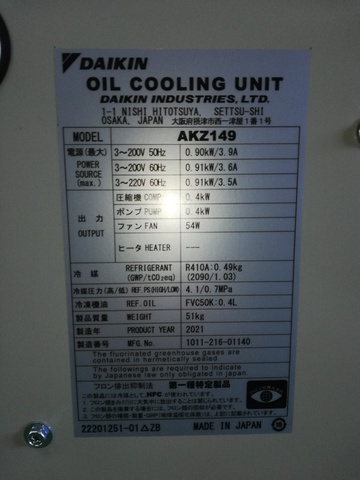 DAIKIN
OIL COOLING UNIT
DAIKIN INDUSTRIES, LTD.
1-1 NISHI HITOTSUYA, SETTSU-SHI
OSAKA, JAPAN 大阪府摂津市西一津屋1番1号
MODEL AKZ149
電源(最大) POWER SOURCE (max.)
3~200V 50Hz 0.90kW/3.9A
3~200V 60Hz 0.91kW/3.6A
3~220V 60Hz 0.91kW/3.5A
出力 OUTPUT
圧縮機 COMP. 0.4kW
ポンプ PUMP 0.4kW
ファン FAN 54W
ヒータ HEATER ---
冷媒 REFRIGERANT (GWP/tCO2eq) R410A:0.49kg (2090/1.03)
冷媒圧力(高/低) REF.PS(HIGH/LOW) 4.1/0.7MPa
冷凍機油 REF. OIL FVC50K:0.4L
製品質量 WEIGHT 51kg
製造年 PRODUCT YEAR 2021
製造番号 MFG.No. 1011-216-01140
The fluorinated greenhouse gases are
contained in hermetically sealed.
The followings are required to indicate
by Japanese law only obligated in japan
フロン排出抑制法 第一種特定製品
22201251-01△ZB MADE IN JAPAN